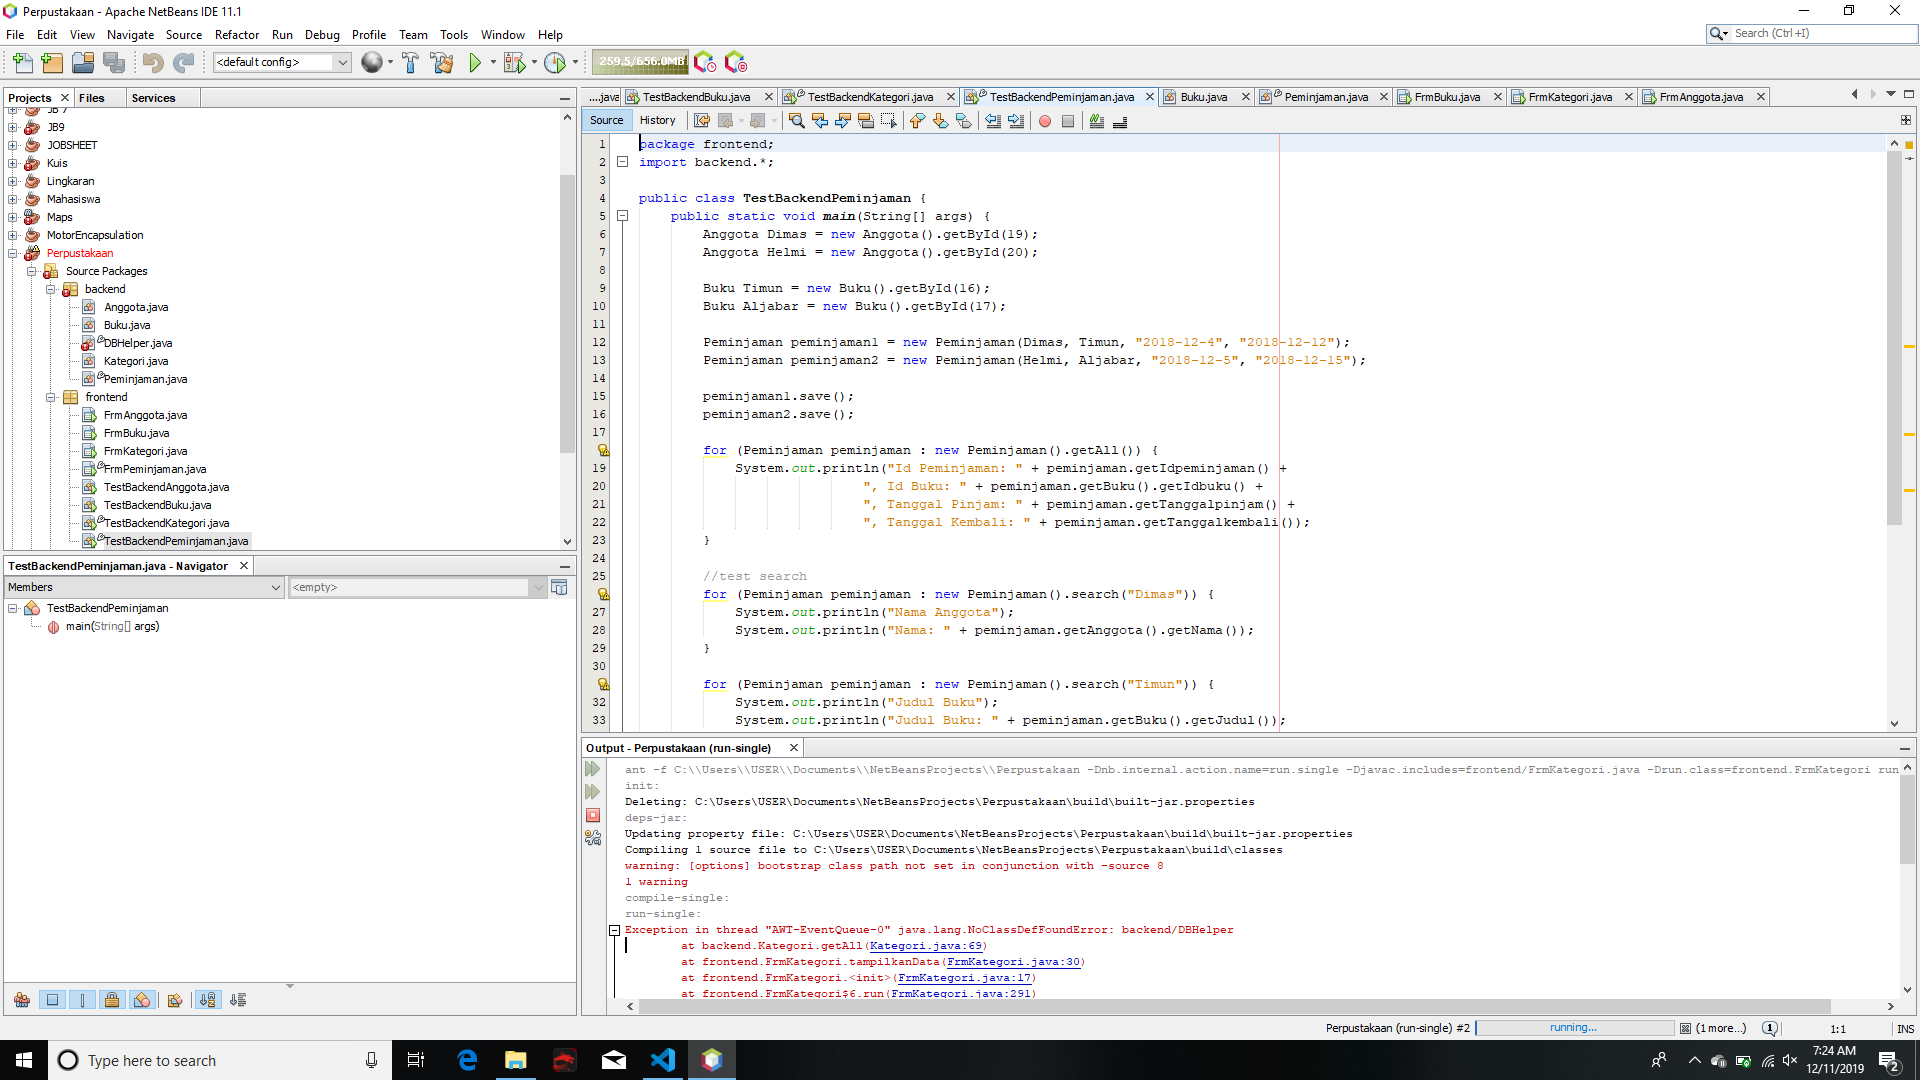 Perpustakaan - Apache NetBeans IDE 11.1
File Edit View Navigate Source Refactor Run Debug Profile Team Tools Window Help
Search (Ctrl+I)
<default config>
259.5/656.0MB
Projects Files Services
JB 7
JB9
JOBSHEET
Kuis
Lingkaran
Mahasiswa
Maps
MotorEncapsulation
Perpustakaan
Source Packages
backend
Anggota.java
Buku.java
DBHelper.java
Kategori.java
Peminjaman.java
frontend
FrmAnggota.java
FrmBuku.java
FrmKategori.java
FrmPeminjaman.java
TestBackendAnggota.java
TestBackendBuku.java
TestBackendKategori.java
TestBackendPeminjaman.java
TestBackendPeminjaman.java - Navigator
Members
<empty>
TestBackendPeminjaman
main(String[] args)
....java TestBackendBuku.java TestBackendKategori.java TestBackendPeminjaman.java Buku.java Peminjaman.java FrmBuku.java FrmKategori.java FrmAnggota.java
Source History
1 package frontend;
2 import backend.*;
3
4 public class TestBackendPeminjaman {
5 public static void main(String[] args) {
6 Anggota Dimas = new Anggota().getById(19);
7 Anggota Helmi = new Anggota().getById(20);
8
9 Buku Timun = new Buku().getById(16);
10 Buku Aljabar = new Buku().getById(17);
11
12 Peminjaman peminjaman1 = new Peminjaman(Dimas, Timun, "2018-12-4", "2018-12-12");
13 Peminjaman peminjaman2 = new Peminjaman(Helmi, Aljabar, "2018-12-5", "2018-12-15");
14
15 peminjaman1.save();
16 peminjaman2.save();
17
for (Peminjaman peminjaman : new Peminjaman().getAll()) {
19 System.out.println("Id Peminjaman: " + peminjaman.getIdpeminjaman() +
20 ", Id Buku: " + peminjaman.getBuku().getIdbuku() +
21 ", Tanggal Pinjam: " + peminjaman.getTanggalpinjam() +
22 ", Tanggal Kembali: " + peminjaman.getTanggalkembali());
23 }
24
25 //test search
for (Peminjaman peminjaman : new Peminjaman().search("Dimas")) {
27 System.out.println("Nama Anggota");
28 System.out.println("Nama: " + peminjaman.getAnggota().getNama());
29 }
30
for (Peminjaman peminjaman : new Peminjaman().search("Timun")) {
32 System.out.println("Judul Buku");
33 System.out.println("Judul Buku: " + peminjaman.getBuku().getJudul());
Output - Perpustakaan (run-single)
ant -f C:\\Users\\USER\\Documents\\NetBeansProjects\\Perpustakaan -Dnb.internal.action.name=run.single -Djavac.includes=frontend/FrmKategori.java -Drun.class=frontend.FrmKategori run
init:
Deleting: C:\Users\USER\Documents\NetBeansProjects\Perpustakaan\build\built-jar.properties
deps-jar:
Updating property file: C:\Users\USER\Documents\NetBeansProjects\Perpustakaan\build\built-jar.properties
Compiling 1 source file to C:\Users\USER\Documents\NetBeansProjects\Perpustakaan\build\classes
warning: [options] bootstrap class path not set in conjunction with -source 8
1 warning
compile-single:
run-single:
Exception in thread "AWT-EventQueue-0" java.lang.NoClassDefFoundError: backend/DBHelper
at backend.Kategori.getAll(Kategori.java:69)
at frontend.FrmKategori.tampilkanData(FrmKategori.java:30)
at frontend.FrmKategori.<init>(FrmKategori.java:17)
at frontend.FrmKategori$6.run(FrmKategori.java:291)
Perpustakaan (run-single) #2 running... (1 more...) 1 1:1 INS
Type here to search
7:24 AM
12/11/2019
2